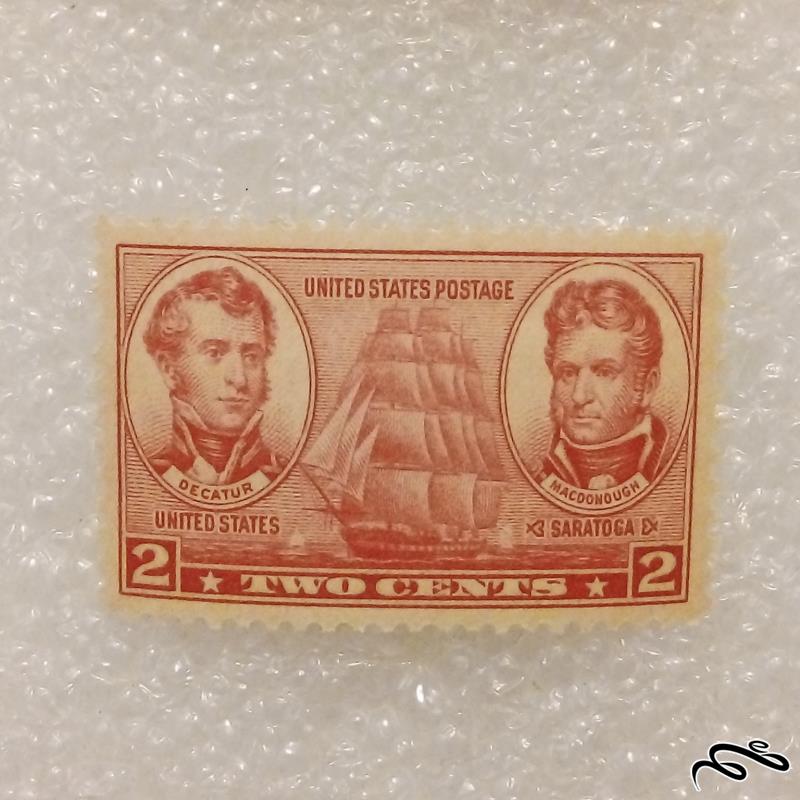 UNITED STATES POSTAGE
DECATUR
MACDONOUGH
UNITED STATES
SARATOGA
2 ★ TWO CENTS ★ 2